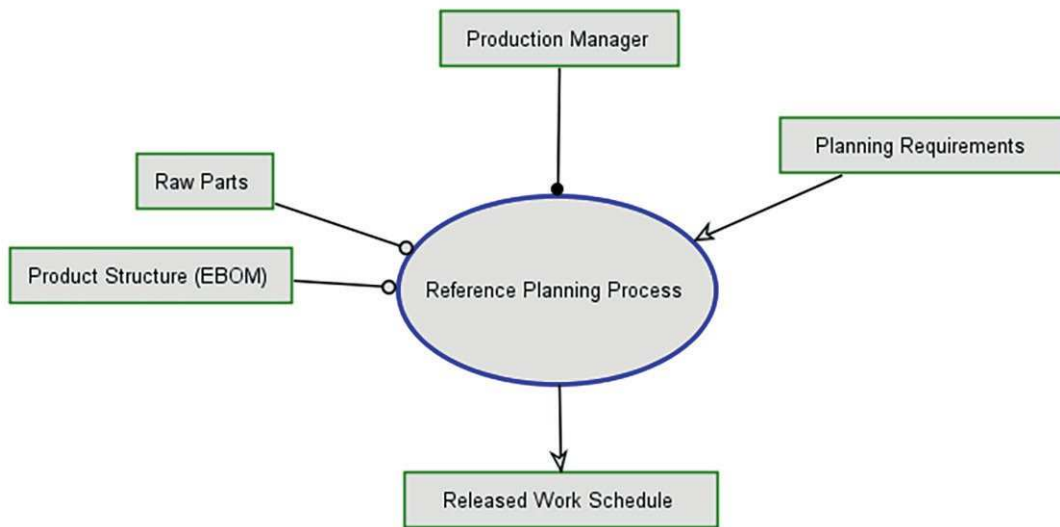 Production Manager
Planning Requirements
Raw Parts
Product Structure (EBOM)
Reference Planning Process
Released Work Schedule